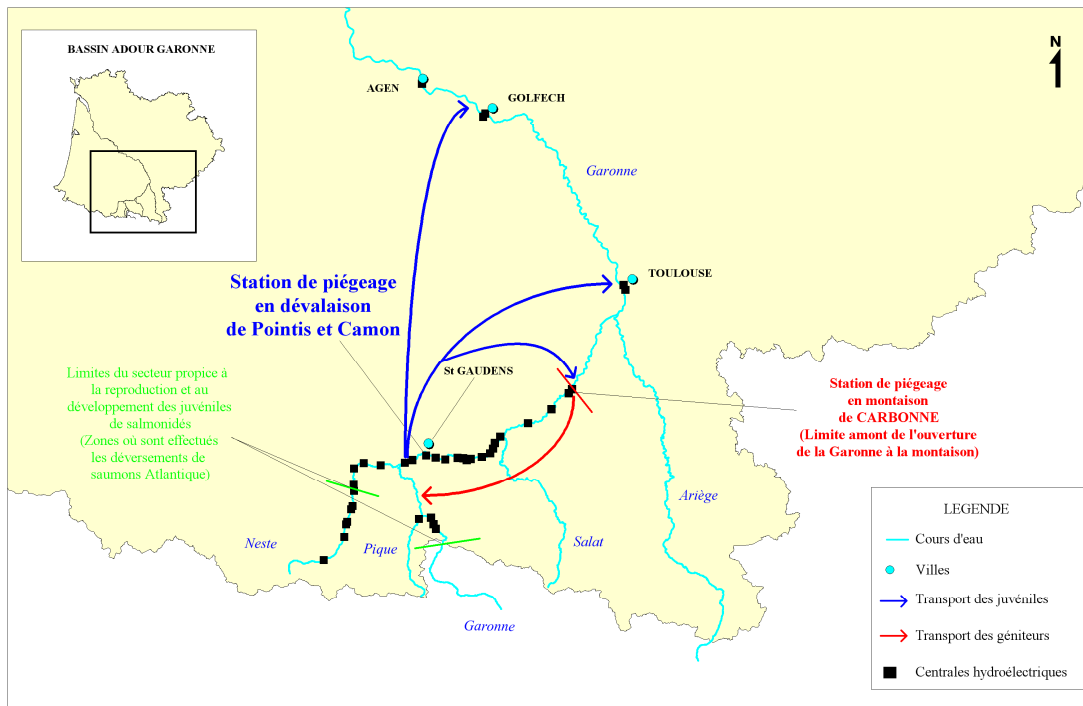 BASSIN ADOUR GARONNE
N
AGEN
GOLFECH
Garonne
TOULOUSE
Station de piégeage
en dévalaison
de Pointis et Camon
St GAUDENS
Limites du secteur propice à
la reproduction et au
développement des juvéniles
de salmonidés
(Zones où sont effectués
les déversements de
saumons Atlantique)
Station de piégeage
en montaison
de CARBONNE
(Limite amont de l'ouverture
de la Garonne à la montaison)
Ariège
Neste
Pique
Salat
Garonne
LEGENDE
Cours d'eau
Villes
Transport des juvéniles
Transport des géniteurs
Centrales hydroélectriques